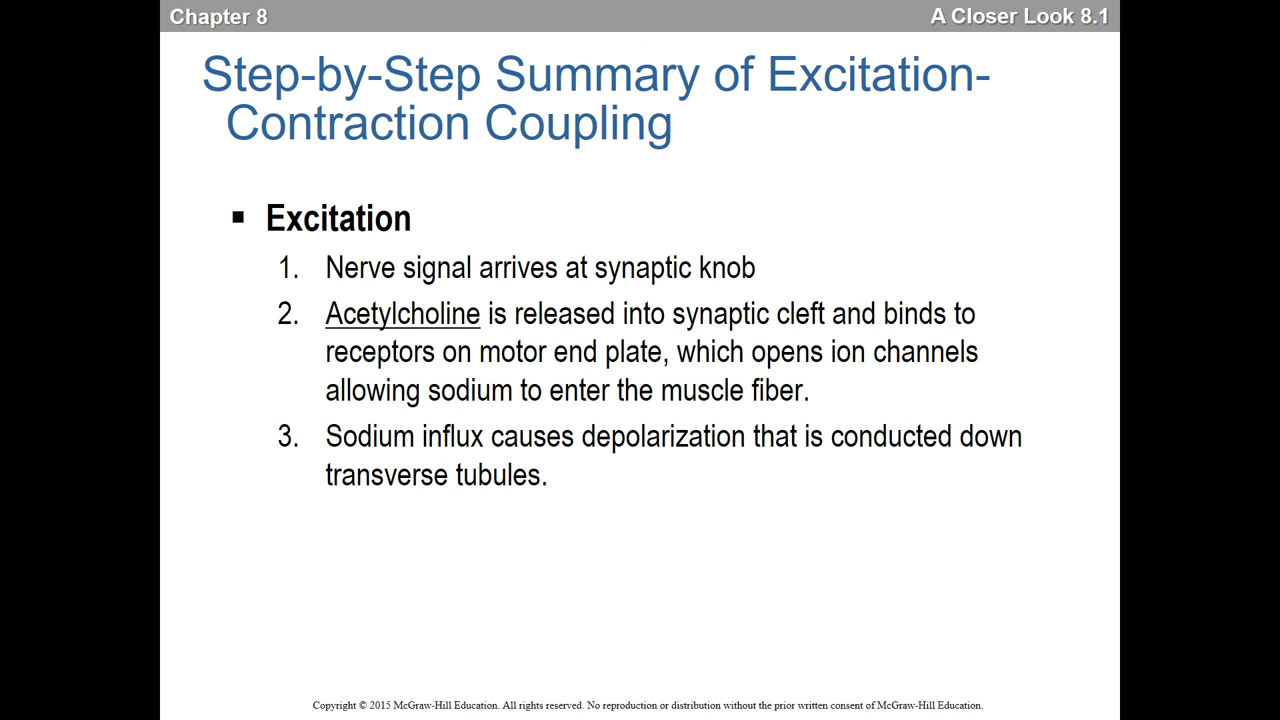 Chapter 8
A Closer Look 8.1
Step-by-Step Summary of Excitation-
Contraction Coupling
▪ Excitation
1. Nerve signal arrives at synaptic knob
2. Acetylcholine is released into synaptic cleft and binds to
receptors on motor end plate, which opens ion channels
allowing sodium to enter the muscle fiber.
3. Sodium influx causes depolarization that is conducted down
transverse tubules.
Copyright © 2015 McGraw-Hill Education. All rights reserved. No reproduction or distribution without the prior written consent of McGraw-Hill Education.